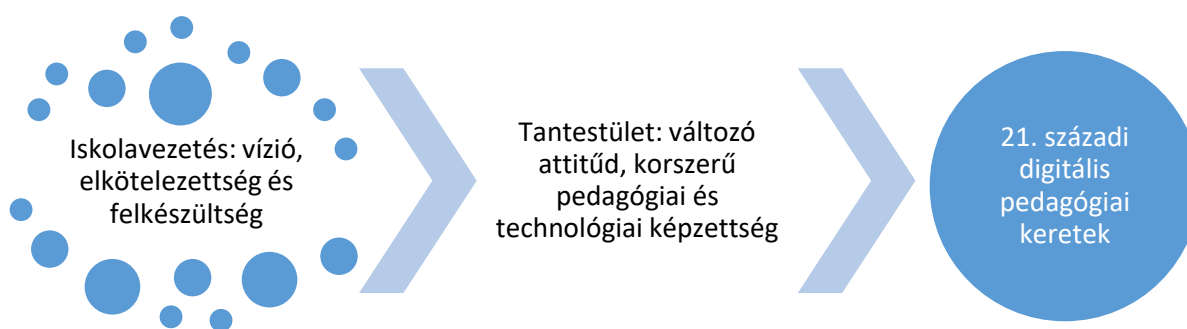 Iskolavezetés: vízió,
elkötelezettség és
felkészültség
Tantestület: változó
attitűd, korszerű
pedagógiai és
technológiai képzettség
21. századi
digitális
pedagógiai
keretek